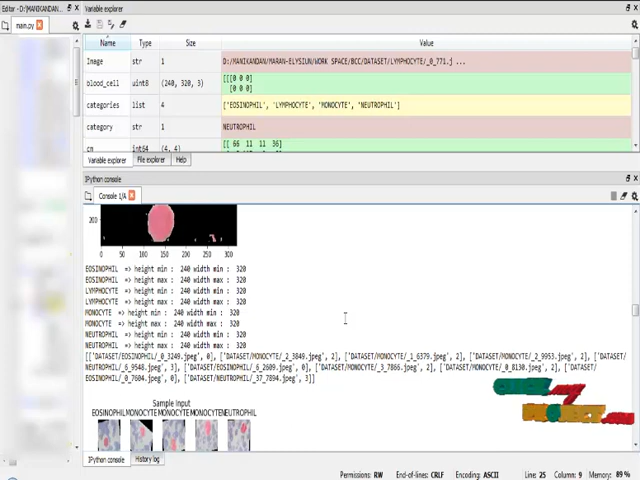 Editor - D:\MANIKANDAN...
Variable explorer
main.py
Name Type Size Value
Image str 1 D:/MANIKANDAN/MARAN-ELYSIUN/WORK SPACE/BCC/DATASET/LYMPHOCYTE/_0_771.j ...
blood_cell uint8 (240, 320, 3) [[[0 0 0]
[0 0 0]
categories list 4 ['EOSINOPHIL', 'LYMPHOCYTE', 'MONOCYTE', 'NEUTROPHIL']
category str 1 NEUTROPHIL
cm int64 (4, 4) [[ 66 11 11 36]
Variable explorer File explorer Help
IPython console
Console 1/A
200
0 50 100 150 200 250 300
EOSINOPHIL => height min : 240 width min : 320
EOSINOPHIL => height max : 240 width max : 320
LYMPHOCYTE => height min : 240 width min : 320
LYMPHOCYTE => height max : 240 width max : 320
MONOCYTE => height min : 240 width min : 320
MONOCYTE => height max : 240 width max : 320
NEUTROPHIL => height min : 240 width min : 320
NEUTROPHIL => height max : 240 width max : 320
[['DATASET/EOSINOPHIL/_0_3249.jpeg', 0], ['DATASET/MONOCYTE/_2_3849.jpeg', 2], ['DATASET/MONOCYTE/_1_6379.jpeg', 2], ['DATASET/MONOCYTE/_2_9953.jpeg', 2], ['DATASET/
NEUTROPHIL/_6_9548.jpeg', 3], ['DATASET/EOSINOPHIL/_6_2609.jpeg', 0], ['DATASET/MONOCYTE/_3_7866.jpeg', 2], ['DATASET/MONOCYTE/_0_8130.jpeg', 2], ['DATASET/
EOSINOPHIL/_0_7604.jpeg', 0], ['DATASET/NEUTROPHIL/_37_7894.jpeg', 3]]
Sample Input
EOSINOPHIL MONOCYTE MONOCYTE MONOCYTE NEUTROPHIL
IPython console History log
Permissions: RW End-of-lines: CRLF Encoding: ASCII Line: 25 Column: 9 Memory: 89 %